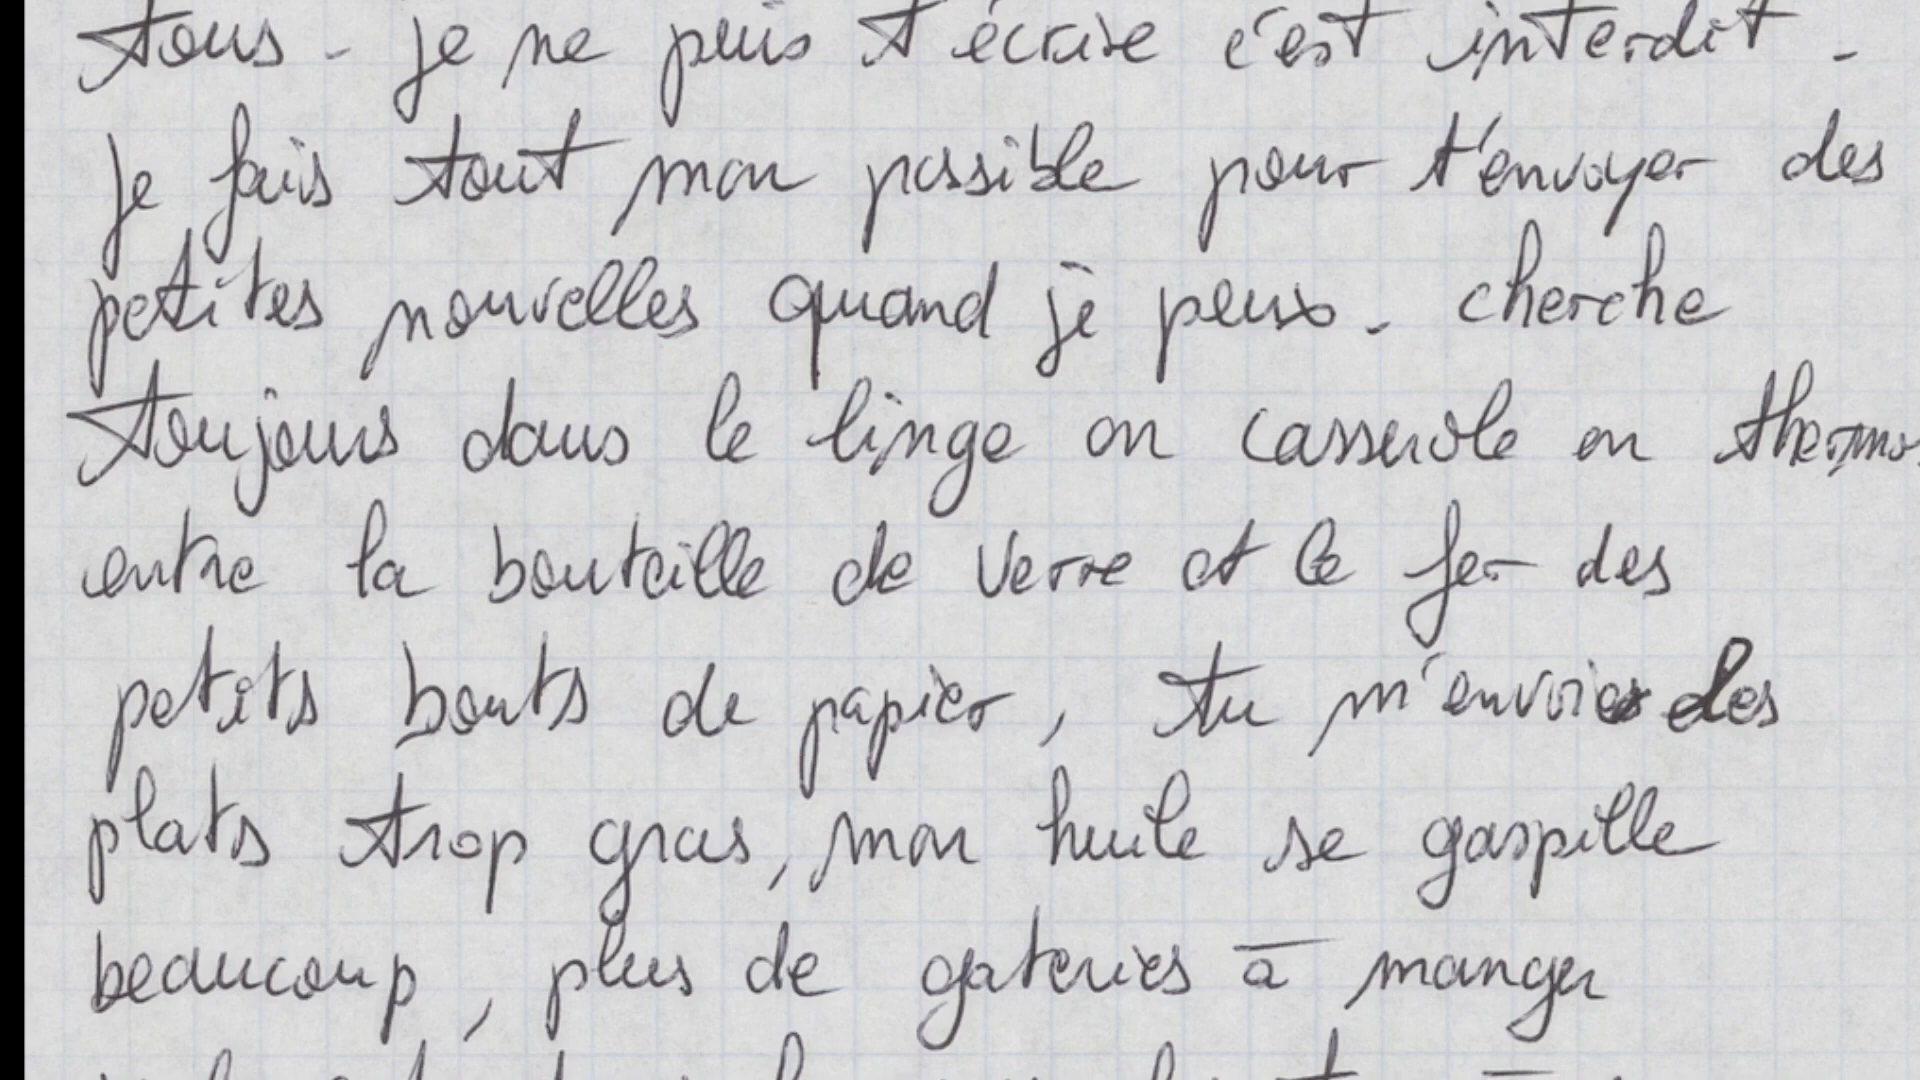 tous - je ne puis t'écrire c'est interdit -
je fais tout mon possible pour t'envoyer des
petites nouvelles quand je peux - cherche
toujours dans le linge ou casserole ou thermos
entre la bouteille de verre et le fer des
petits bouts de papier, tu m'envoies des
plats trop gras, mon huile se gaspille
beaucoup, plus de gateries à manger